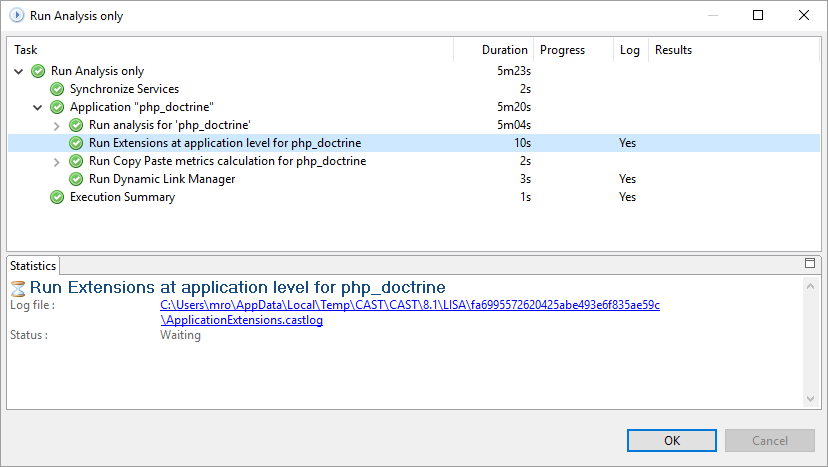 Run Analysis only
Task Duration Progress Log Results
Run Analysis only 5m23s
Synchronize Services 2s
Application "php_doctrine" 5m20s
Run analysis for 'php_doctrine' 5m04s
Run Extensions at application level for php_doctrine 10s Yes
Run Copy Paste metrics calculation for php_doctrine 2s
Run Dynamic Link Manager 3s Yes
Execution Summary 1s Yes
Statistics
Run Extensions at application level for php_doctrine
Log file : C:\Users\mro\AppData\Local\Temp\CAST\CAST\8.1\LISA\fa6995572620425abe493e6f835ae59c
\ApplicationExtensions.castlog
Status : Waiting
OK Cancel